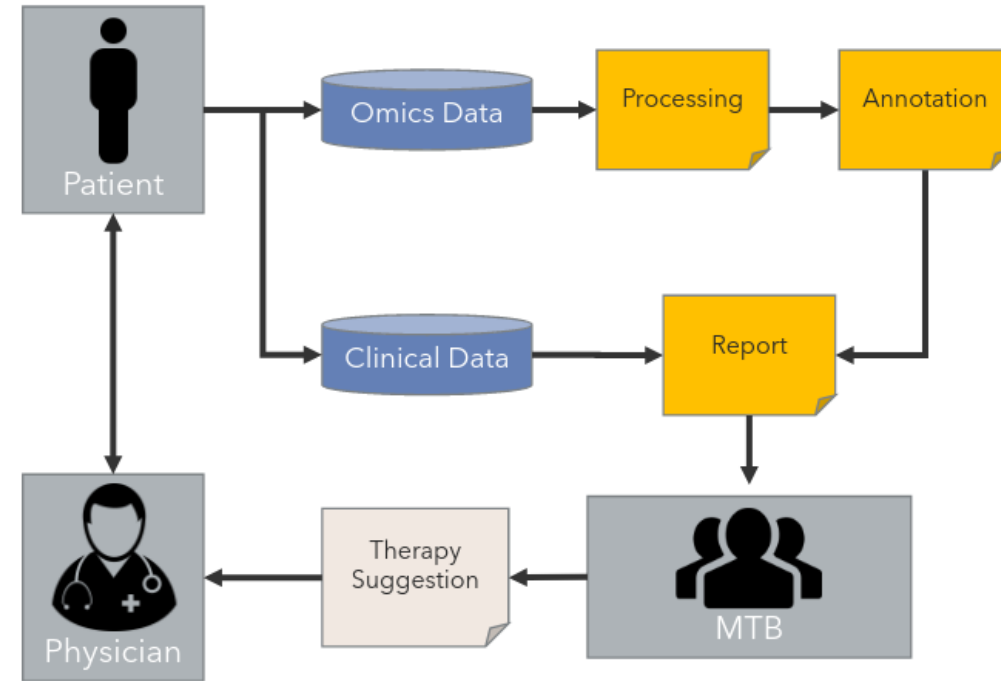 Patient
Omics Data
Processing
Annotation
Clinical Data
Report
Therapy
Suggestion
MTB
Physician